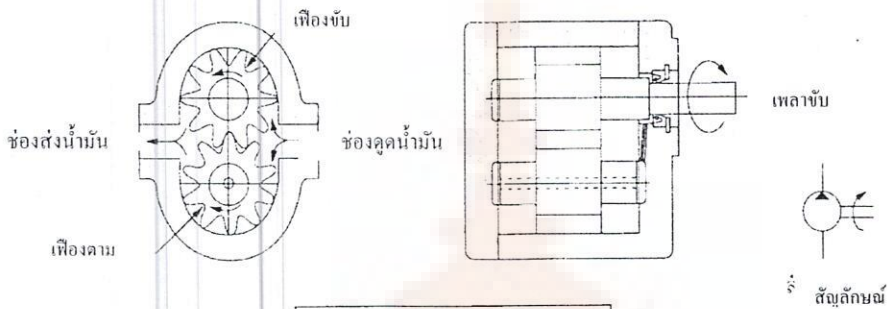 เฟืองขับ
เพลาขับ
ช่องส่งน้ำมัน
ช่องดูดน้ำมัน
เฟืองตาม
สัญลักษณ์